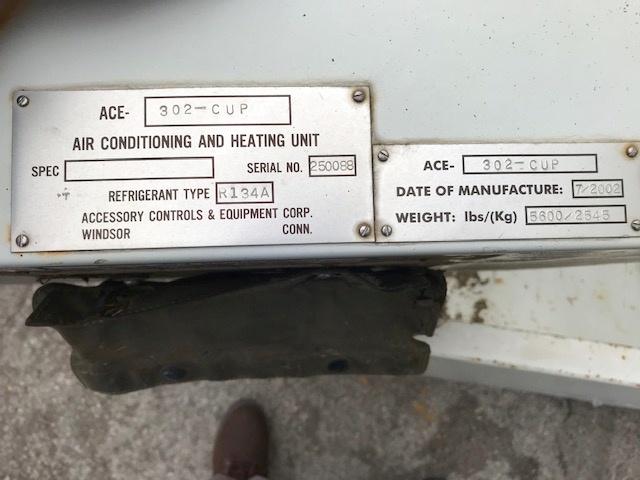 ACE- 302-CUP
AIR CONDITIONING AND HEATING UNIT
SPEC SERIAL NO. 250088
REFRIGERANT TYPE R134A
ACCESSORY CONTROLS & EQUIPMENT CORP.
WINDSOR CONN.
ACE- 302-CUP
DATE OF MANUFACTURE: 7/2002
WEIGHT: lbs/(Kg) 5600/2545